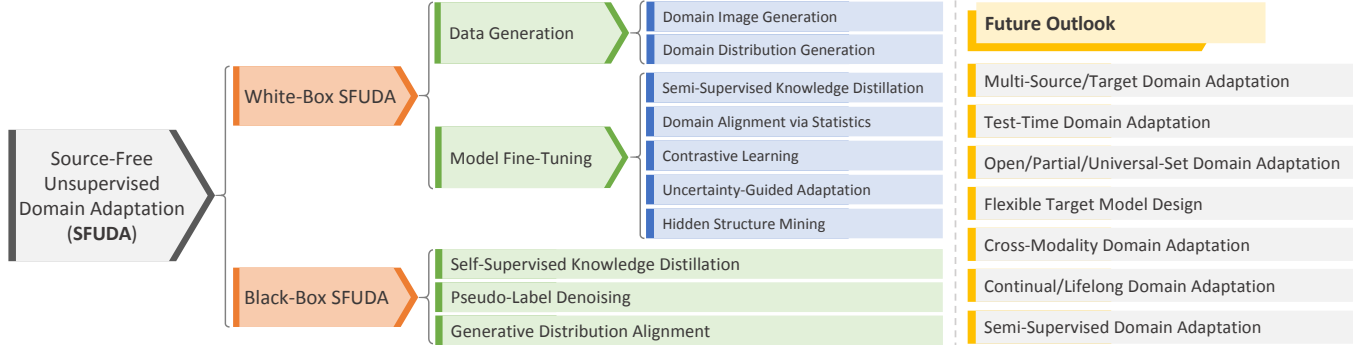 Source-Free
Unsupervised
Domain Adaptation
(SFUDA)
White-Box SFUDA
Data Generation
Domain Image Generation
Domain Distribution Generation
Model Fine-Tuning
Semi-Supervised Knowledge Distillation
Domain Alignment via Statistics
Contrastive Learning
Uncertainty-Guided Adaptation
Hidden Structure Mining
Black-Box SFUDA
Self-Supervised Knowledge Distillation
Pseudo-Label Denoising
Generative Distribution Alignment
Future Outlook
Multi-Source/Target Domain Adaptation
Test-Time Domain Adaptation
Open/Partial/Universal-Set Domain Adaptation
Flexible Target Model Design
Cross-Modality Domain Adaptation
Continual/Lifelong Domain Adaptation
Semi-Supervised Domain Adaptation